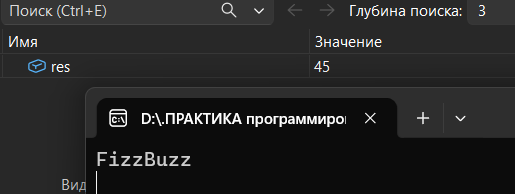 Поиск (Ctrl+E) Глубина поиска: 3
Имя Значение
res 45
D:\.ПРАКТИКА программиро
FizzBuzz
Вид